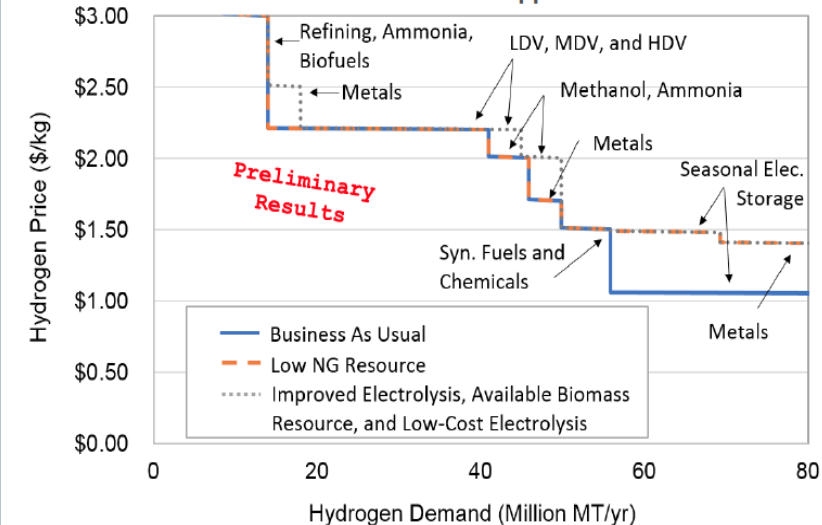 $3.00
$2.50
$2.00
$1.50
$1.00
$0.50
$0.00
Hydrogen Price ($/kg)
Refining, Ammonia,
Biofuels
Metals
LDV, MDV, and HDV
Methanol, Ammonia
Metals
Seasonal Elec.
Storage
Preliminary
Results
Syn. Fuels and
Chemicals
Metals
Business As Usual
Low NG Resource
Improved Electrolysis, Available Biomass
Resource, and Low-Cost Electrolysis
0
20
40
60
80
Hydrogen Demand (Million MT/yr)